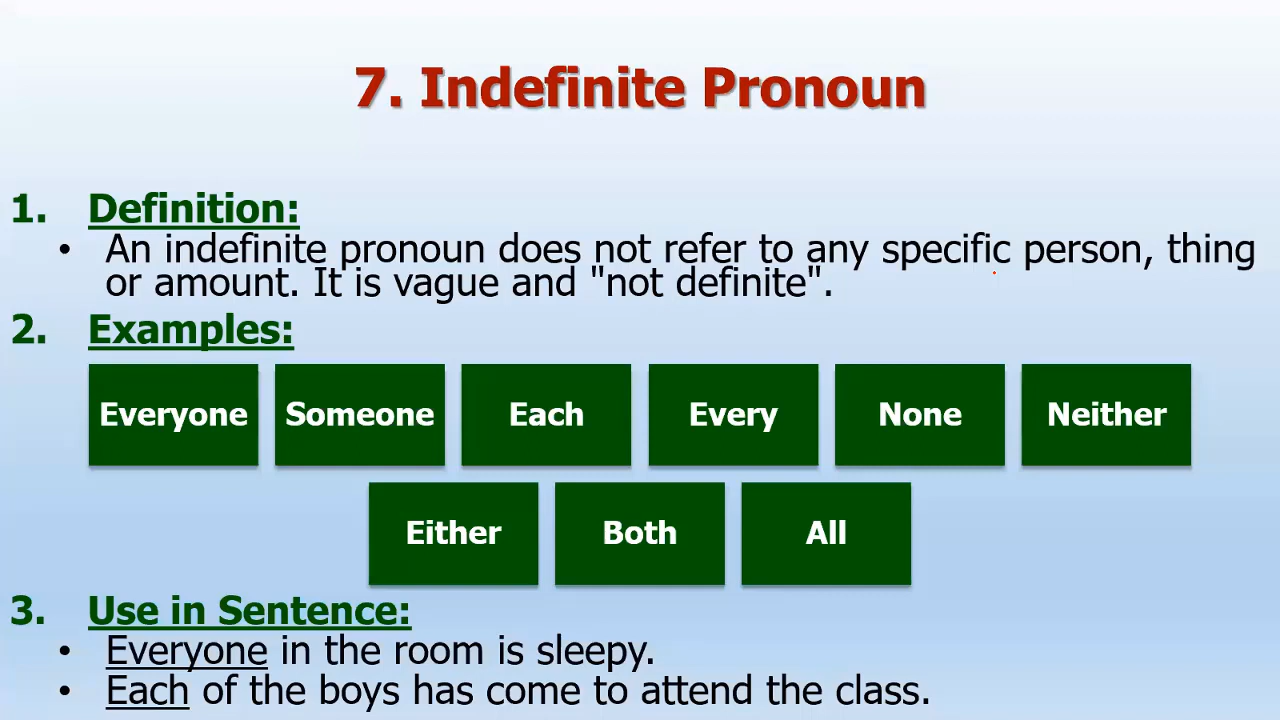 7. Indefinite Pronoun
1. Definition:
• An indefinite pronoun does not refer to any specific person, thing
or amount. It is vague and "not definite".
2. Examples:
Everyone Someone Each Every None Neither
Either Both All
3. Use in Sentence:
• Everyone in the room is sleepy.
• Each of the boys has come to attend the class.